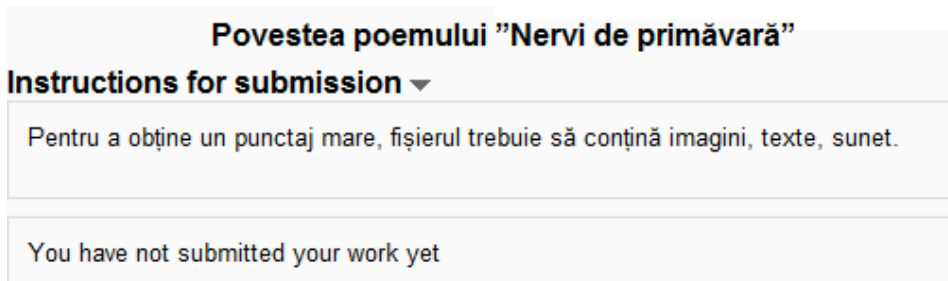 Povestea poemului ”Nervi de primăvară”
Instructions for submission
Pentru a obține un punctaj mare, fișierul trebuie să conțină imagini, texte, sunet.
You have not submitted your work yet